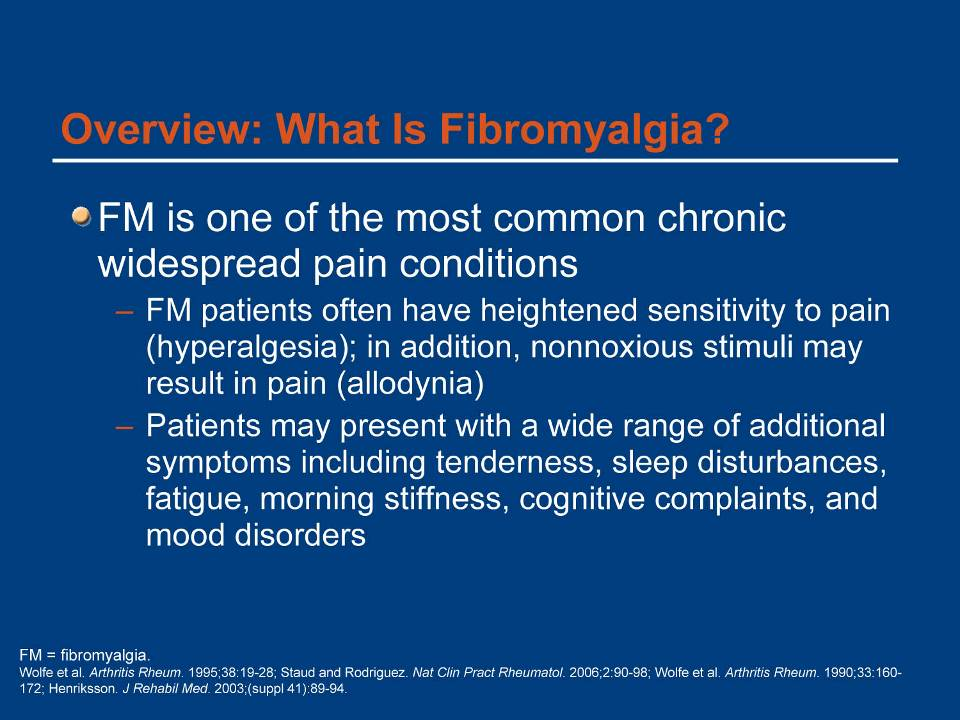 Overview: What Is Fibromyalgia?
FM is one of the most common chronic
widespread pain conditions
– FM patients often have heightened sensitivity to pain
(hyperalgesia); in addition, nonnoxious stimuli may
result in pain (allodynia)
– Patients may present with a wide range of additional
symptoms including tenderness, sleep disturbances,
fatigue, morning stiffness, cognitive complaints, and
mood disorders
FM = fibromyalgia.
Wolfe et al. Arthritis Rheum. 1995;38:19-28; Staud and Rodriguez. Nat Clin Pract Rheumatol. 2006;2:90-98; Wolfe et al. Arthritis Rheum. 1990;33:160-
172; Henriksson. J Rehabil Med. 2003;(suppl 41):89-94.